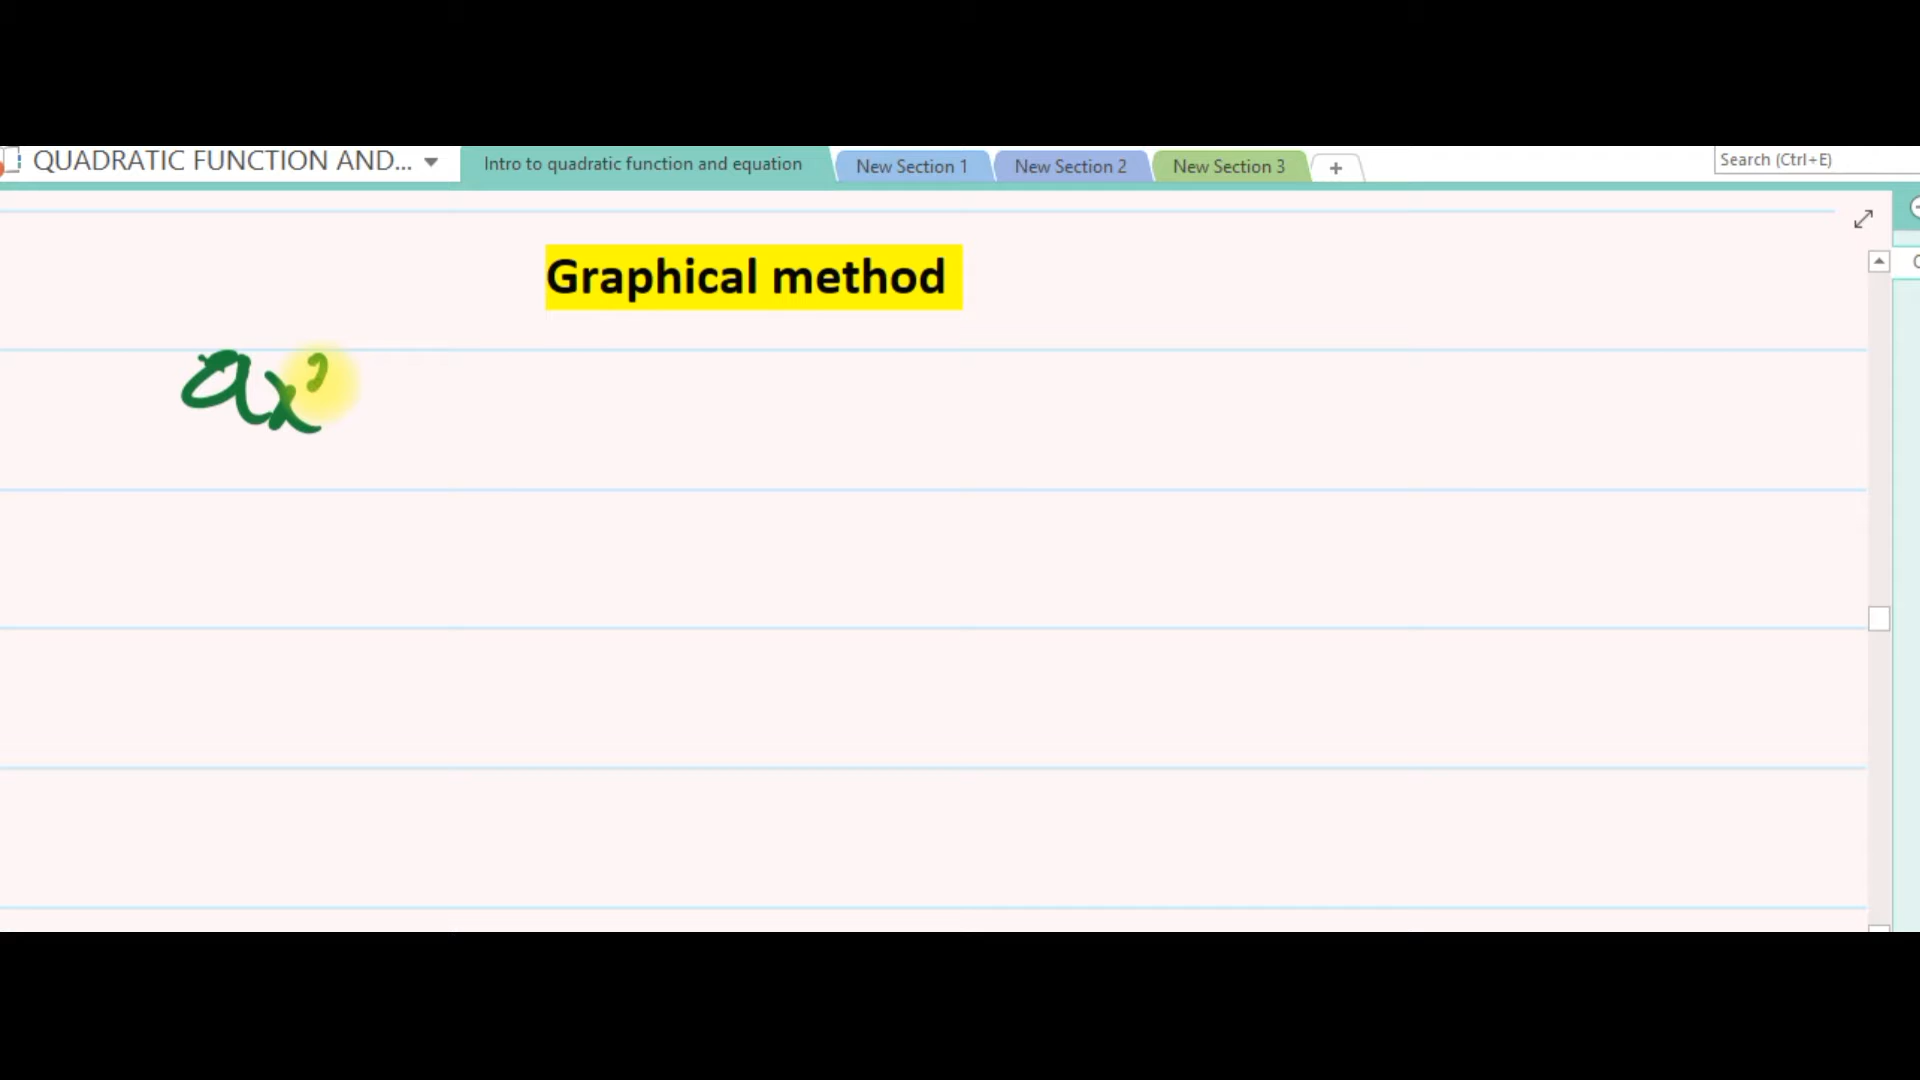 QUADRATIC FUNCTION AND... Intro to quadratic function and equation New Section 1 New Section 2 New Section 3 + Search (Ctrl+E)
Graphical method
ax²